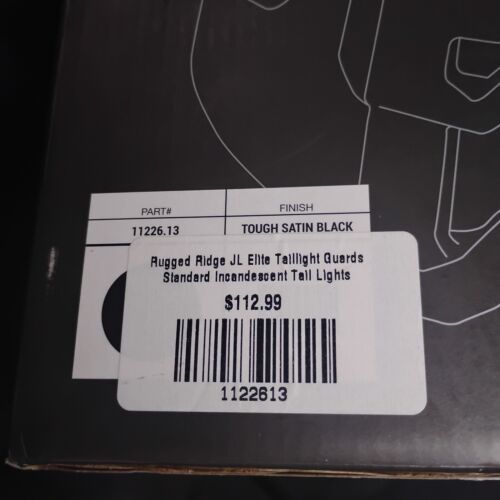 PART#
FINISH
11226.13
TOUGH SATIN BLACK
Rugged Ridge JL Elite Taillight Guards
Standard Incandescent Tail Lights
$112.99
1122613